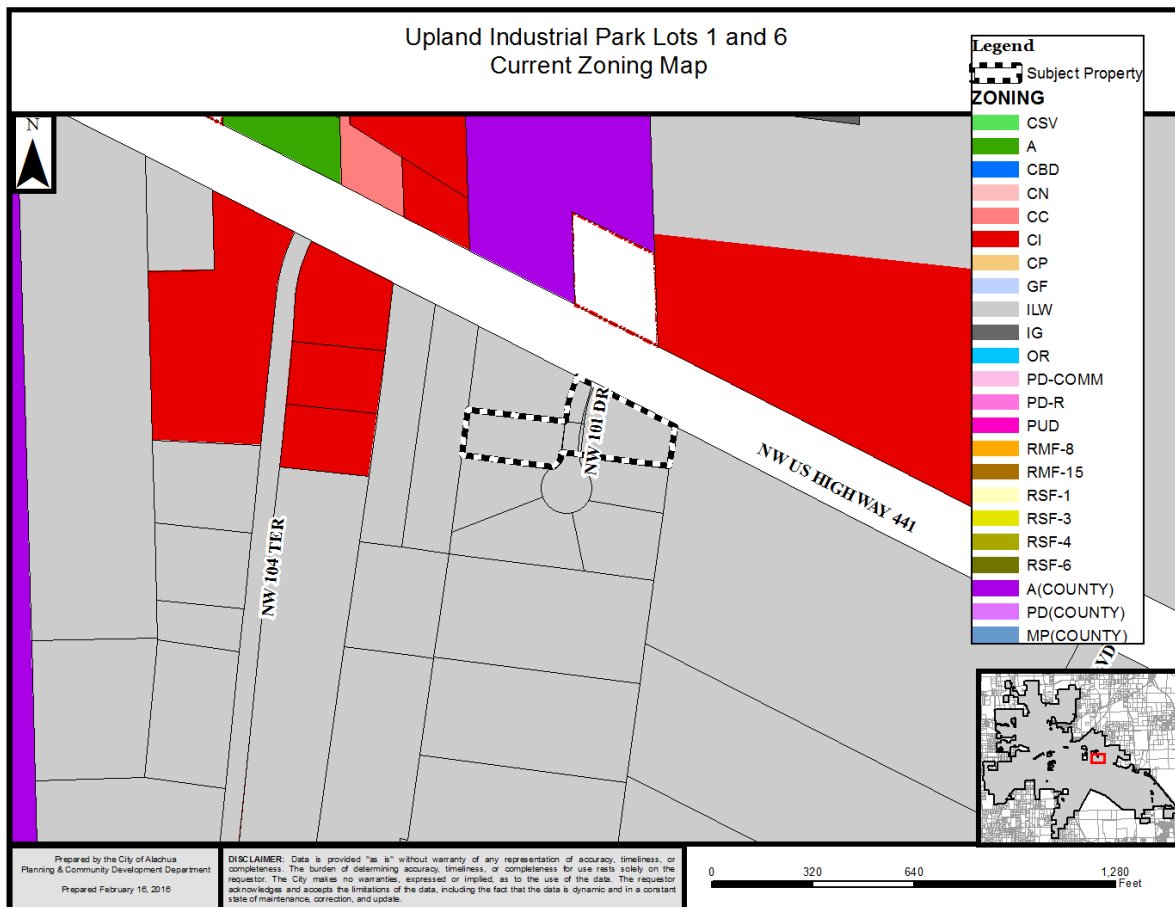 Upland Industrial Park Lots 1 and 6
Current Zoning Map
Legend
Subject Property
ZONING
CSV
A
CBD
CN
CC
CI
CP
GF
ILW
IG
OR
PD-COMM
PD-R
PUD
RMF-8
RMF-15
RSF-1
RSF-3
RSF-4
RSF-6
A(COUNTY)
PD(COUNTY)
MP(COUNTY)
N
NW 101 DR
NW US HIGHWAY 441
NW 104 TER
VD
Prepared by the City of Alachua
Planning & Community Development Department
Prepared February 16, 2016
DISCLAIMER: Data is provided "as is" without warranty of any representation of accuracy, timeliness, or
completeness. The burden of determining accuracy, timeliness, or completeness for use rests solely on the
requestor. The City makes no warranties, expressed or implied, as to the use of the data. The requestor
acknowledges and accepts the limitations of the data, including the fact that the data is dynamic and in a constant
state of maintenance, correction, and update.
0 320 640 1,280
Feet